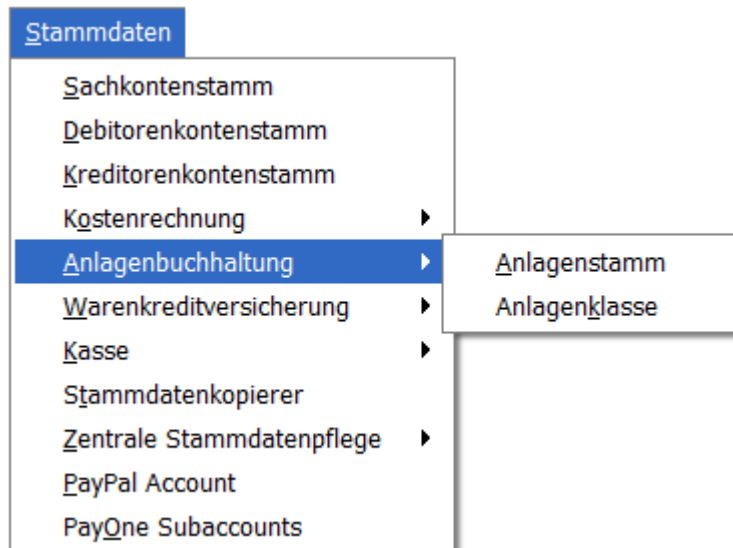 Stammdaten
Sachkontenstamm
Debitorenkontenstamm
Kreditorenkontenstamm
Kostenrechnung
Anlagenbuchhaltung
Anlagenstamm
Warenkreditversicherung
Anlagenklasse
Kasse
Stammdatenkopierer
Zentrale Stammdatenpflege
PayPal Account
PayOne Subaccounts